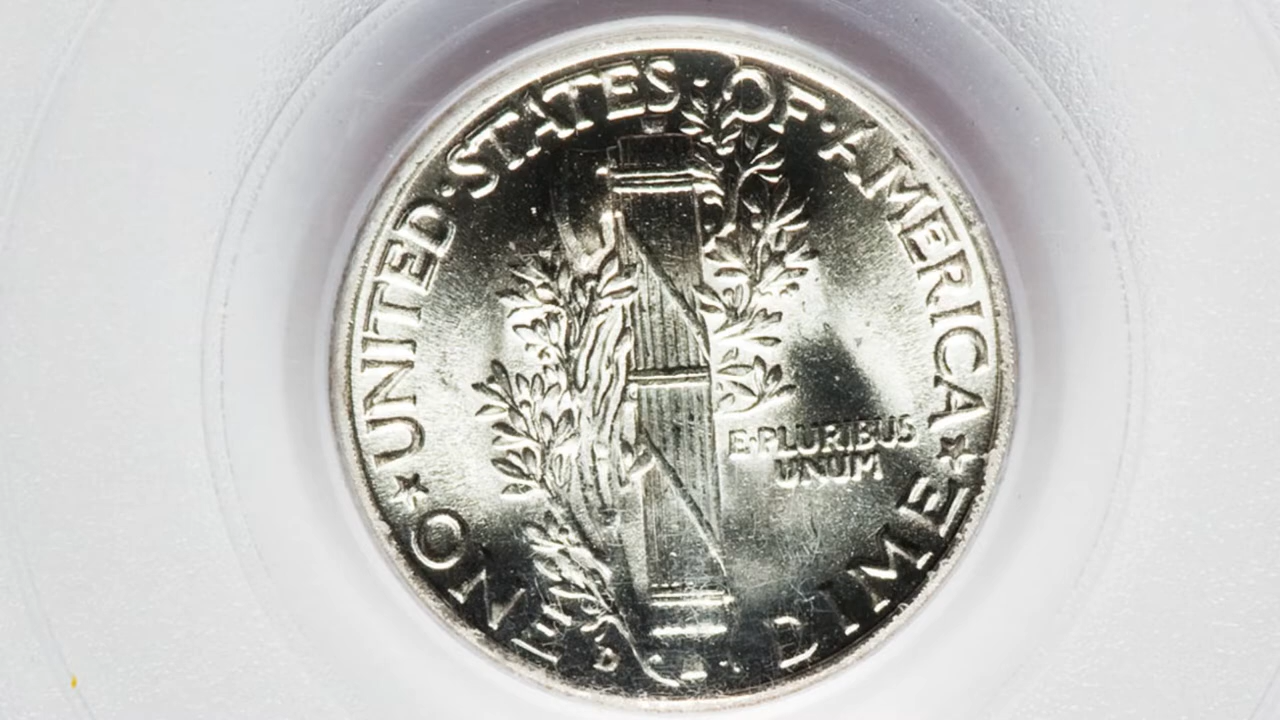 UNITED·STATES·OF·AMERICA
E·PLURIBUS
UNUM
ONE DIME
D